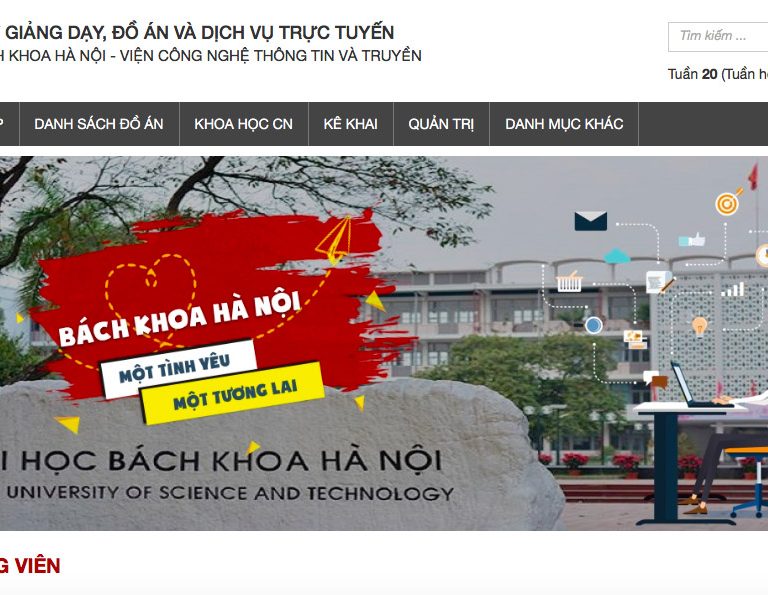 GIẢNG DẠY, ĐỒ ÁN VÀ DỊCH VỤ TRỰC TUYẾN
KHOA HÀ NỘI - VIỆN CÔNG NGHỆ THÔNG TIN VÀ TRUYỀN
Tìm kiếm ...
Tuần 20 (Tuần
DANH SÁCH ĐỒ ÁN KHOA HỌC CN KÊ KHAI QUẢN TRỊ DANH MỤC KHÁC
BÁCH KHOA HÀ NỘI
MỘT TÌNH YÊU
MỘT TƯƠNG LAI
HỌC BÁCH KHOA HÀ NỘI
UNIVERSITY OF SCIENCE AND TECHNOLOGY
VIÊN